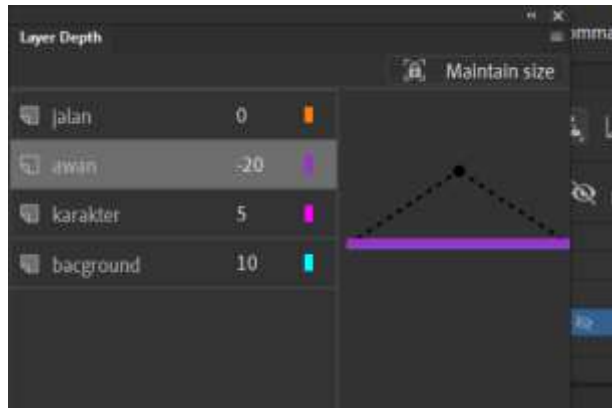 Layer Depth
Maintain size
jalan 0
awan -20
karakter 5
bacground 10